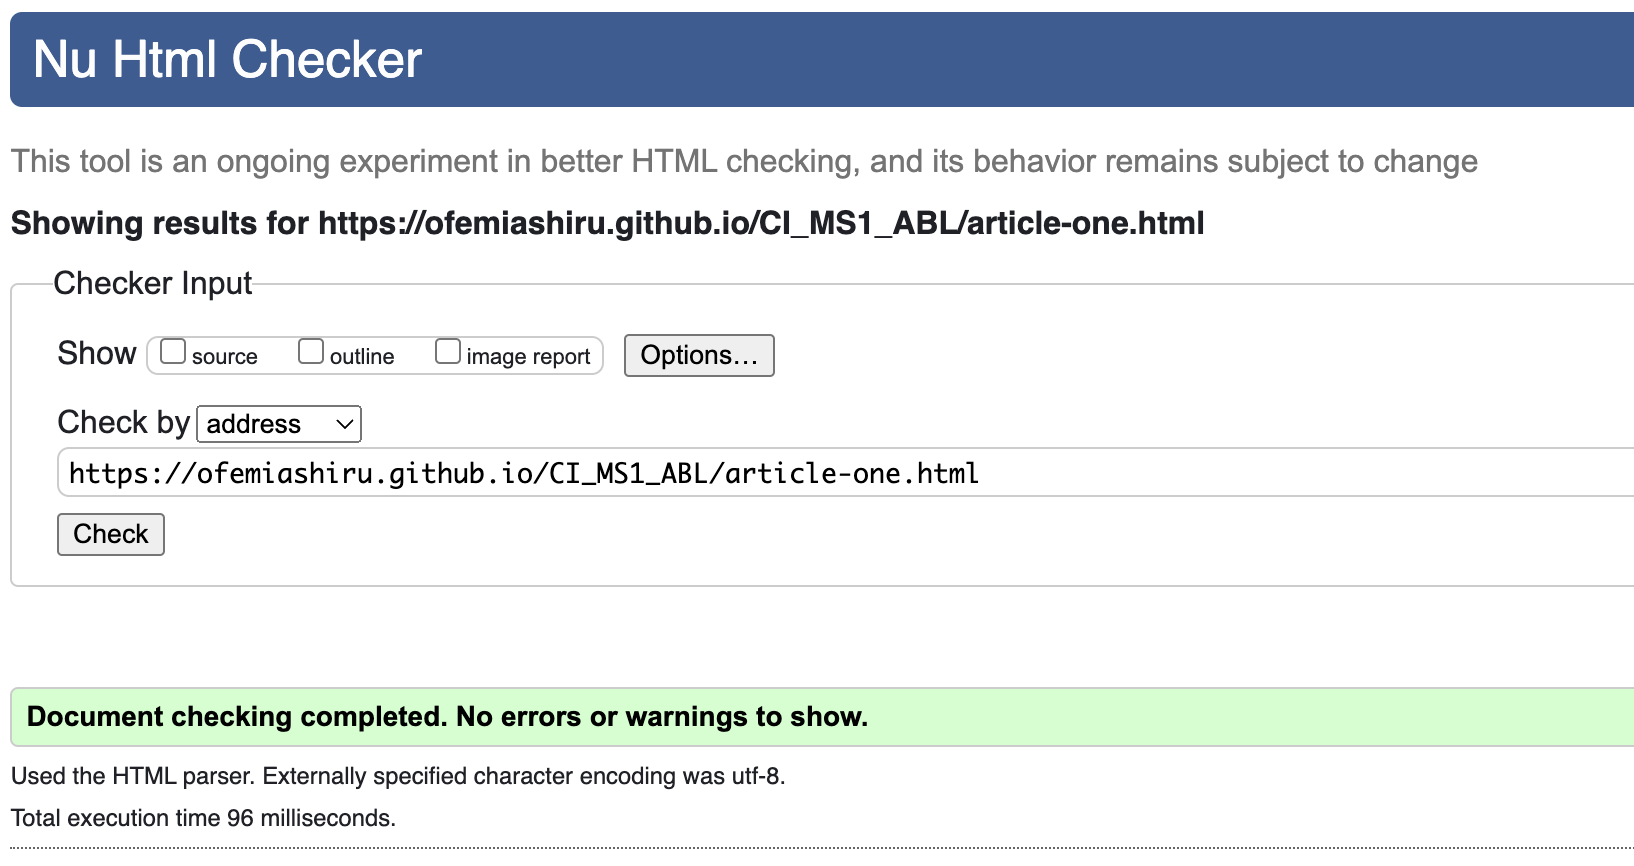 Nu Html Checker
This tool is an ongoing experiment in better HTML checking, and its behavior remains subject to change
Showing results for https://ofemiashiru.github.io/CI_MS1_ABL/article-one.html
Checker Input
Show source outline image report Options…
Check by address
https://ofemiashiru.github.io/CI_MS1_ABL/article-one.html
Check
Document checking completed. No errors or warnings to show.
Used the HTML parser. Externally specified character encoding was utf-8.
Total execution time 96 milliseconds.